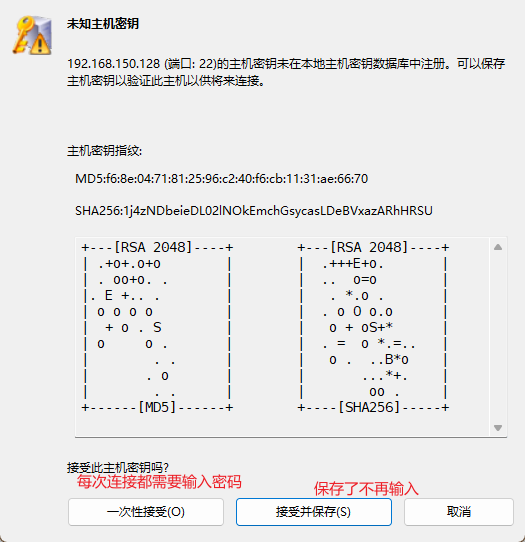 未知主机密钥
192.168.150.128 (端口: 22)的主机密钥未在本地主机密钥数据库中注册。可以保存
主机密钥以验证此主机以供将来连接。
主机密钥指纹:
MD5:f6:8e:04:71:81:25:96:c2:40:f6:cb:11:31:ae:66:70
SHA256:1j4zNDbeieDL02lNOkEmchGsycasLDeBVxazARhHRSU
+---[RSA 2048]----+        +---[RSA 2048]----+
| .+o+.o+o        |        |  .+++E+o.       |
| . oo+o. .       |        |  ..  o=o        |
|. E +.. .        |        |   . *.o .       |
| o o o o         |        |  . o O o.o      |
|  + o . S        |        |   o + oS+*      |
| o     o .       |        |  . =  o *.=..   |
|        . .      |        |   o .  ..B*o    |
|       . o       |        |       ...*+.    |
|        . .      |        |        oo .     |
+------[MD5]------+        +----[SHA256]-----+
接受此主机密钥吗?
每次连接都需要输入密码
保存了不再输入
一次性接受(O)
接受并保存(S)
取消